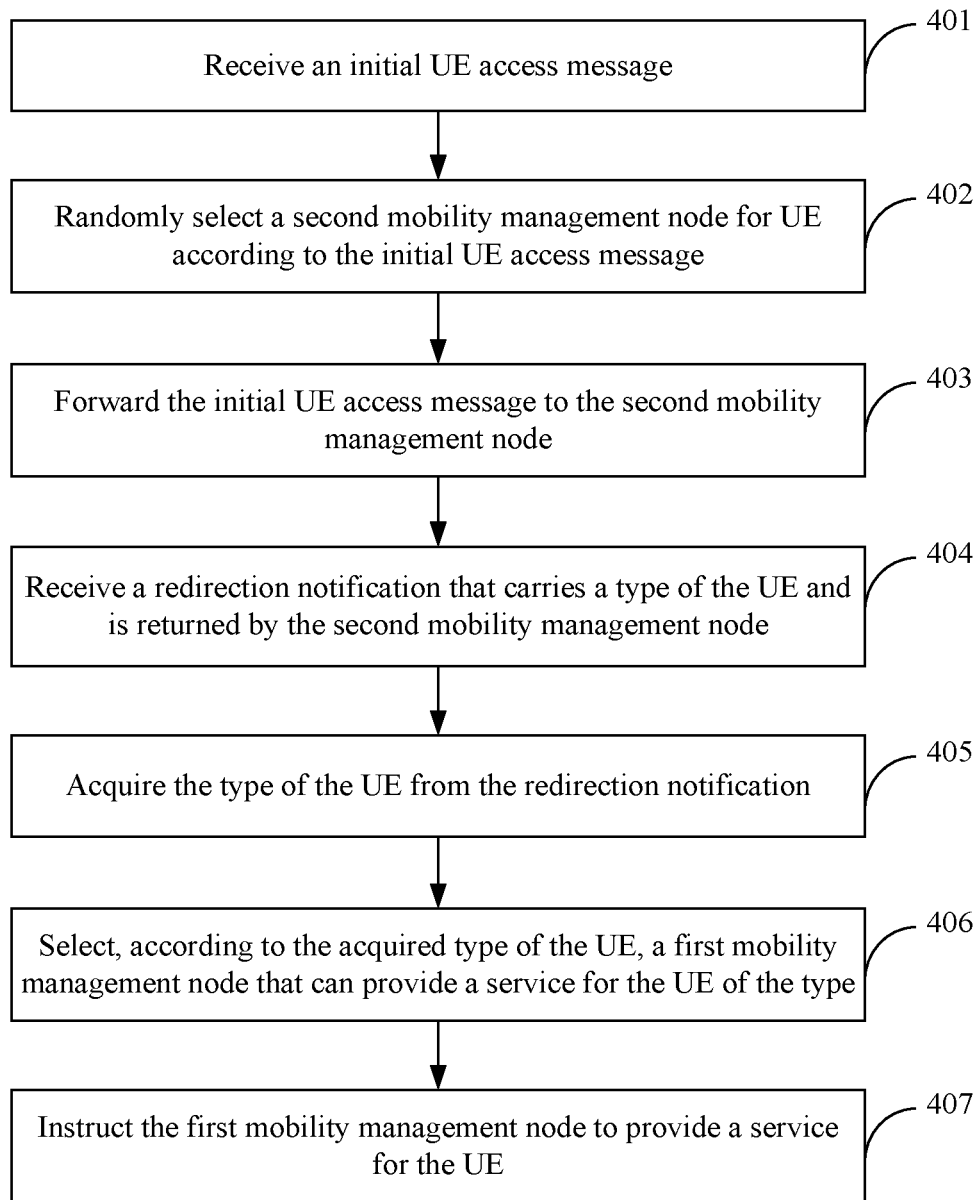 401
Receive an initial UE access message
402
Randomly select a second mobility management node for UE
according to the initial UE access message
403
Forward the initial UE access message to the second mobility
management node
404
Receive a redirection notification that carries a type of the UE and
is returned by the second mobility management node
405
Acquire the type of the UE from the redirection notification
406
Select, according to the acquired type of the UE, a first mobility
management node that can provide a service for the UE of the type
407
Instruct the first mobility management node to provide a service
for the UE